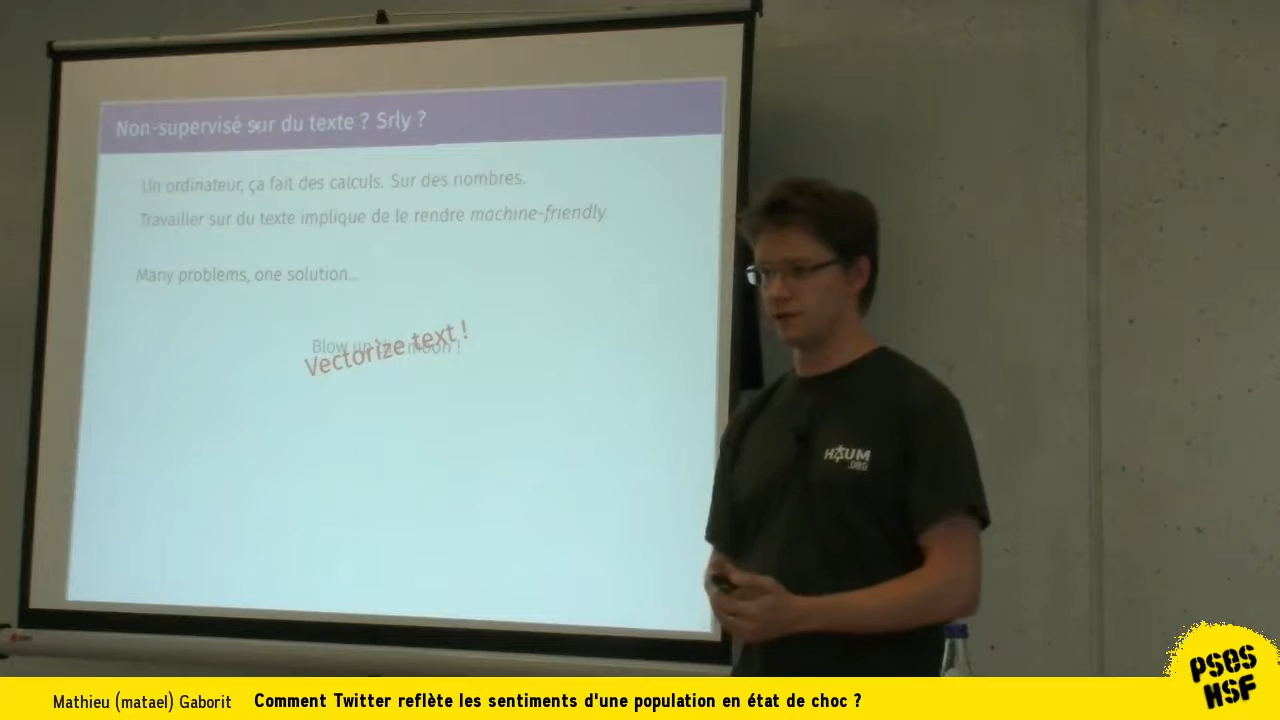 Non-supervisé sur du texte ? Srly ?
Un ordinateur, ça fait des calculs. Sur des nombres.
Travailler sur du texte implique de le rendre machine-friendly.
Many problems, one solution...
Blow up the moon !
Vectorize text !
HAUM
.ORG
Mathieu (matael) Gaborit Comment Twitter reflète les sentiments d'une population en état de choc ?
PSES
HSF